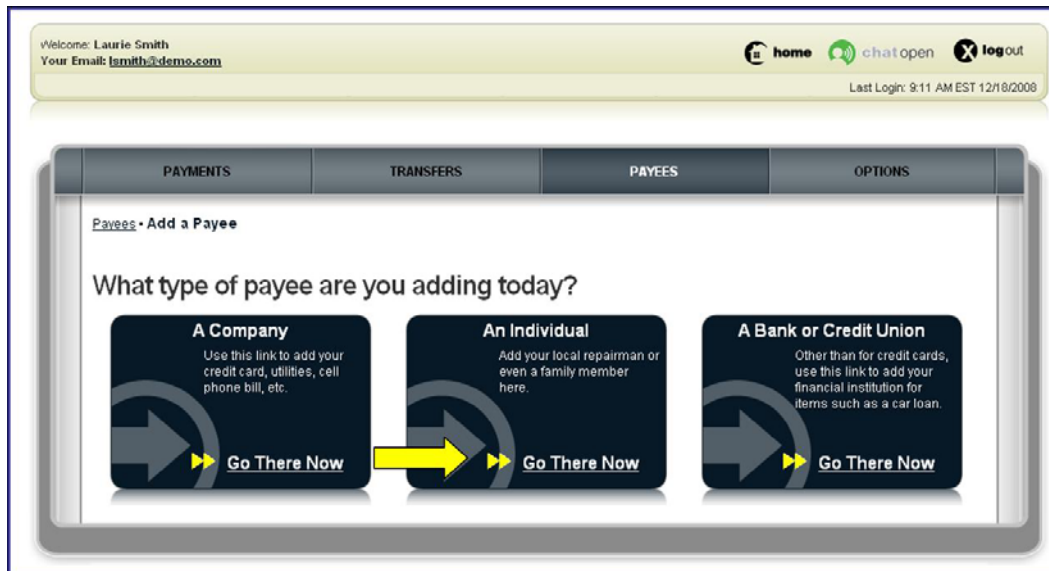 Welcome: Laurie Smith
Your Email: lsmith@demo.com
home
chatopen
logout
Last Login: 9:11 AM EST 12/18/2008
PAYMENTS
TRANSFERS
PAYEES
OPTIONS
Payees • Add a Payee
What type of payee are you adding today?
A Company
Use this link to add your
credit card, utilities, cell
phone bill, etc.
Go There Now
An Individual
Add your local repairman or
even a family member
here.
Go There Now
A Bank or Credit Union
Other than for credit cards,
use this link to add your
financial institution for
items such as a car loan.
Go There Now